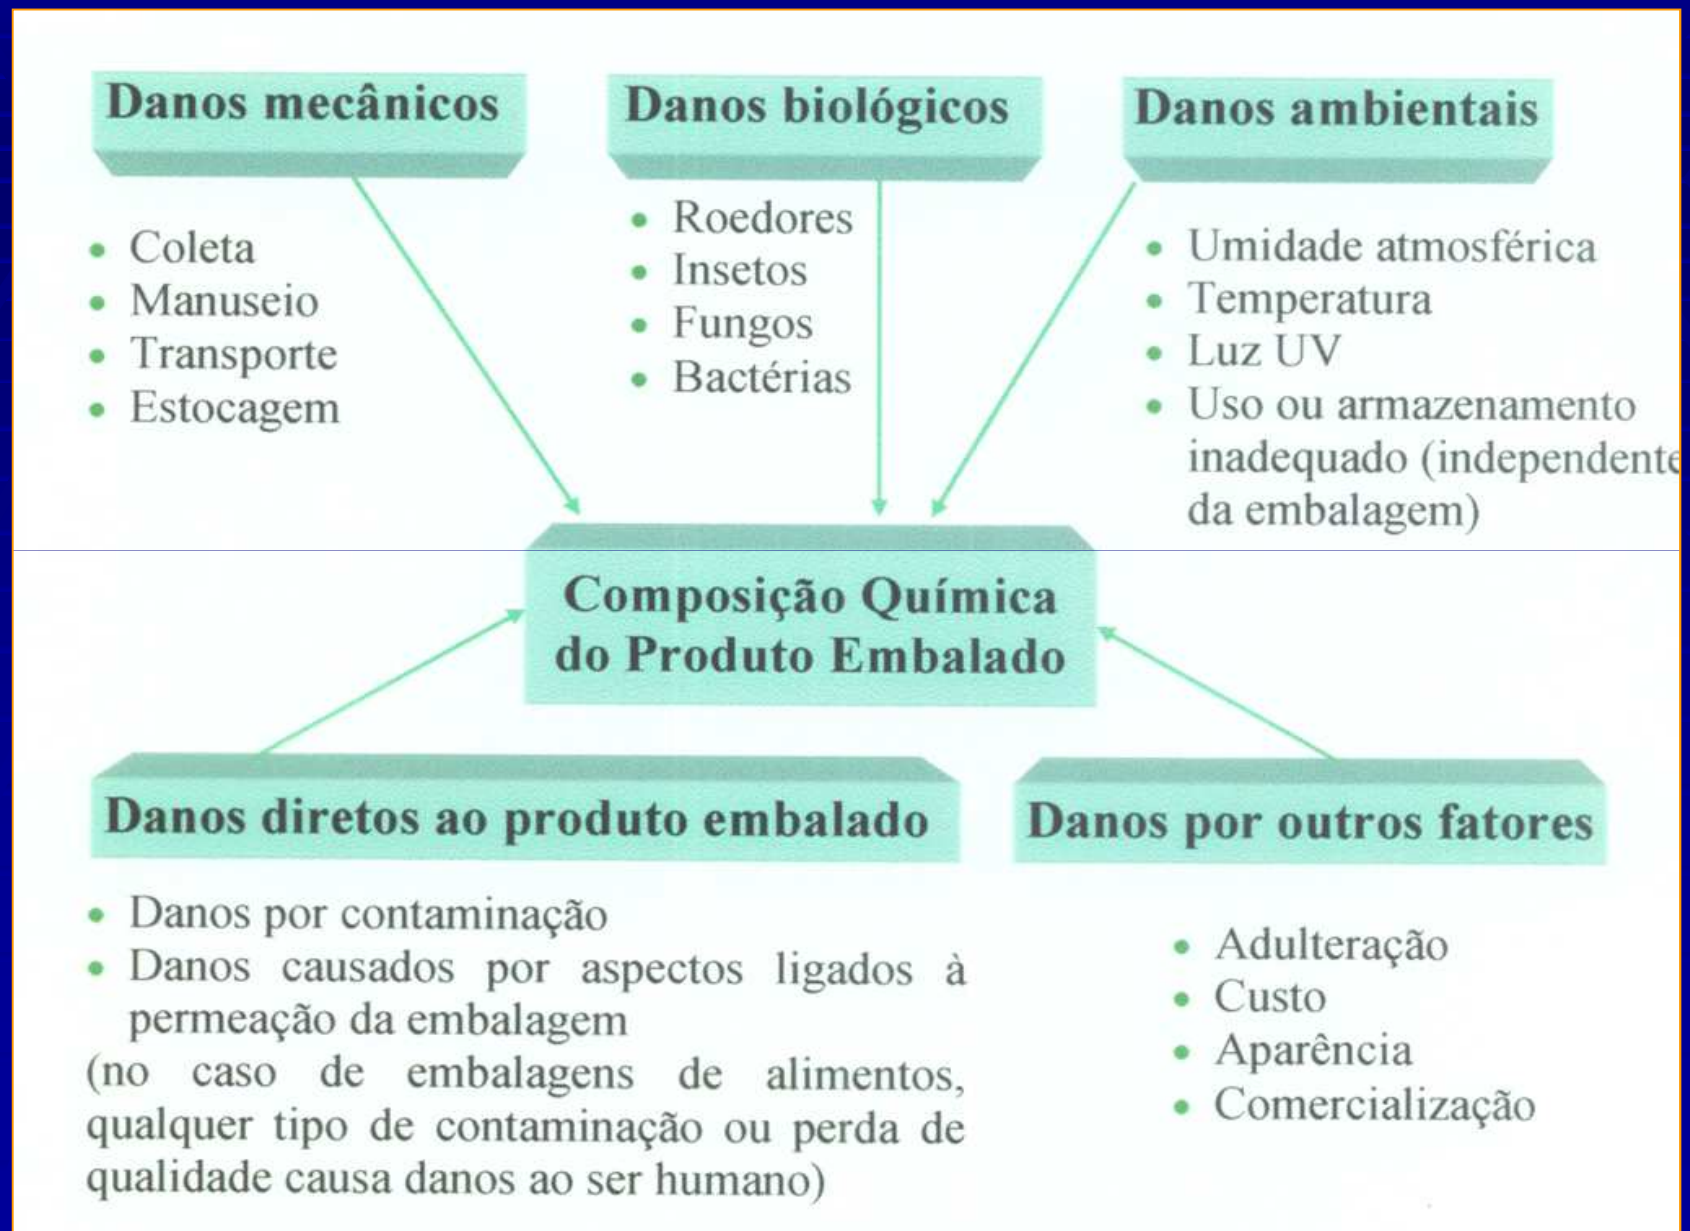 Danos mecânicos
• Coleta
• Manuseio
• Transporte
• Estocagem
Danos biológicos
• Roedores
• Insetos
• Fungos
• Bactérias
Danos ambientais
• Umidade atmosférica
• Temperatura
• Luz UV
• Uso ou armazenamento
inadequado (independente
da embalagem)
Composição Química
do Produto Embalado
Danos diretos ao produto embalado
• Danos por contaminação
• Danos causados por aspectos ligados à
permeação da embalagem
(no caso de embalagens de alimentos,
qualquer tipo de contaminação ou perda de
qualidade causa danos ao ser humano)
Danos por outros fatores
• Adulteração
• Custo
• Aparência
• Comercialização